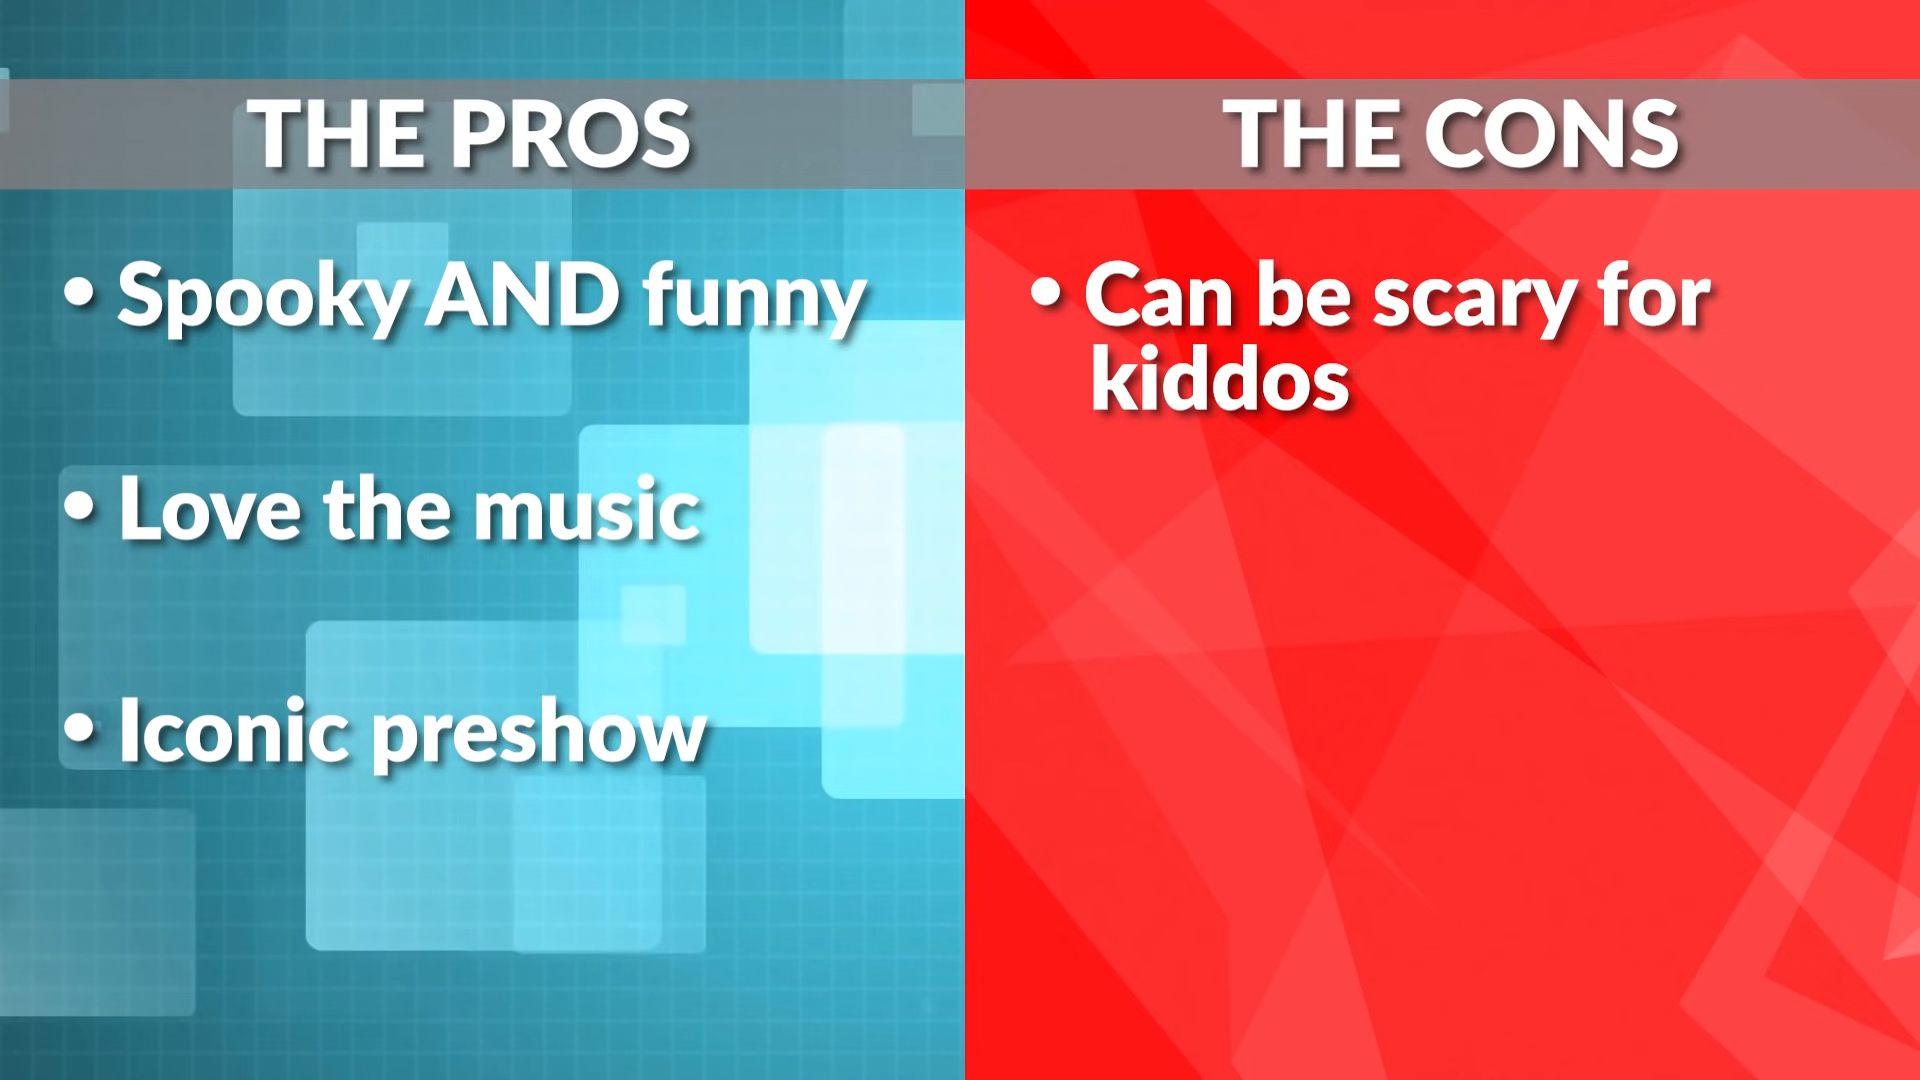 THE PROS
• Spooky AND funny
• Love the music
• Iconic preshow
THE CONS
• Can be scary for
kiddos